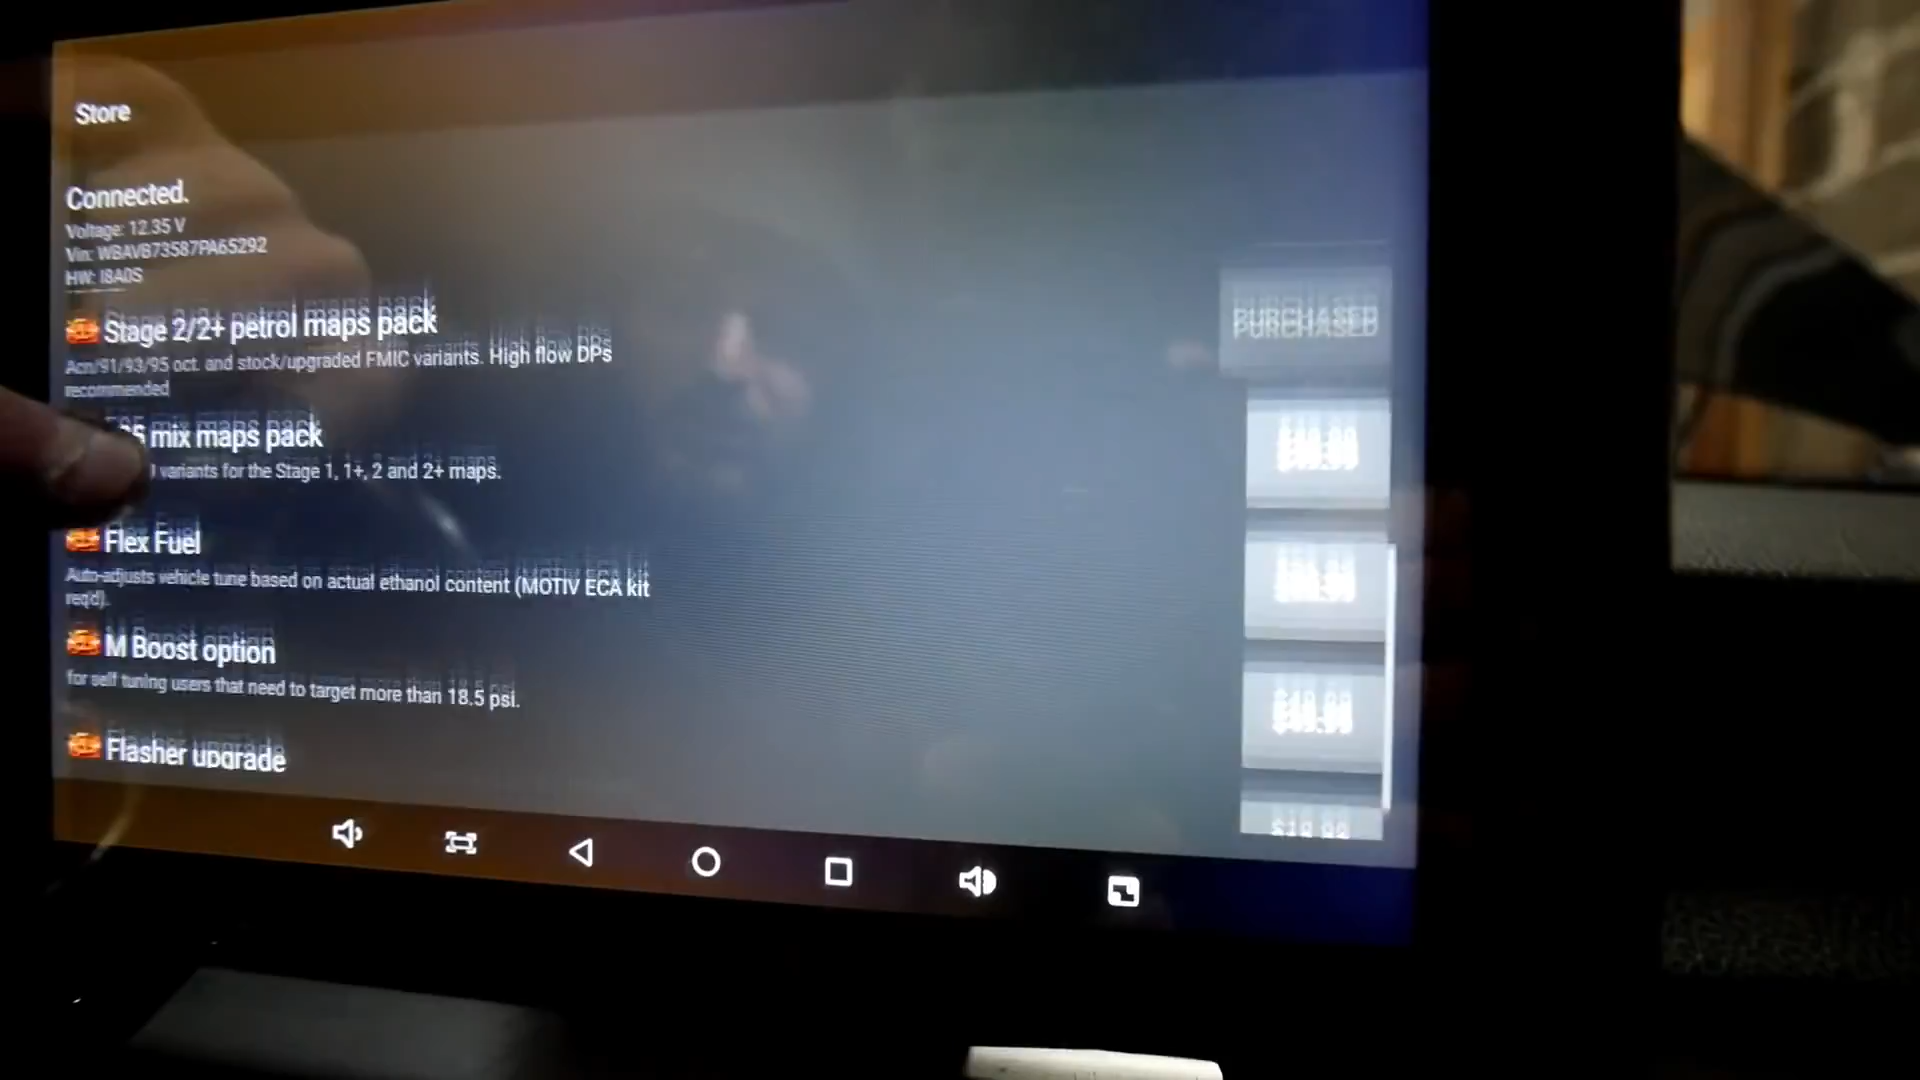 Store
Connected.
Voltage: 12.35 V
Vin: WBAVB73587PA65292
HW: I8A0S
Stage 2/2+ petrol maps pack
PURCHASED
Acn/91/93/95 oct. and stock/upgraded FMIC variants. High flow DPs
recommended
mix maps pack
variants for the Stage 1, 1+, 2 and 2+ maps.
Flex Fuel
Auto-adjusts vehicle tune based on actual ethanol content (MOTIV ECA kit
req'd).
M Boost option
for self tuning users that need to target more than 18.5 psi.
Flasher upgrade